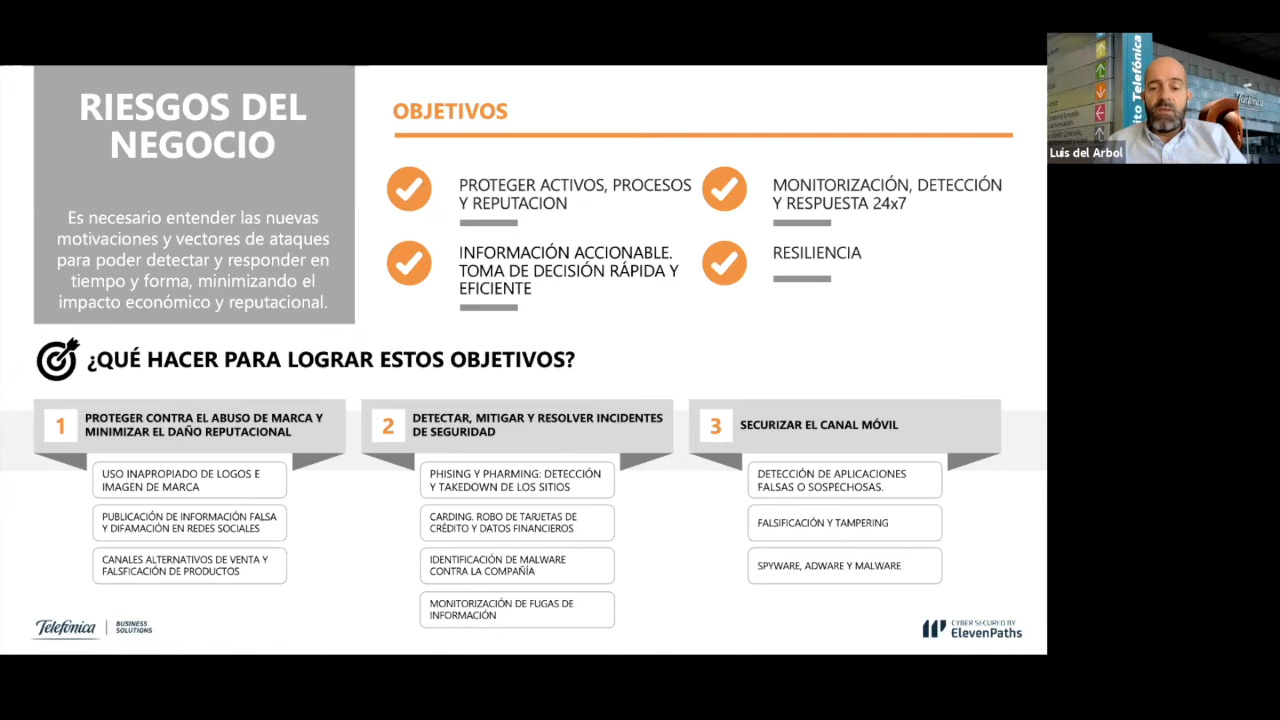 RIESGOS DEL
NEGOCIO
Es necesario entender las nuevas
motivaciones y vectores de ataques
para poder detectar y responder en
tiempo y forma, minimizando el
impacto económico y reputacional.
OBJETIVOS
PROTEGER ACTIVOS, PROCESOS
Y REPUTACION
MONITORIZACIÓN, DETECCIÓN
Y RESPUESTA 24x7
INFORMACIÓN ACCIONABLE.
TOMA DE DECISIÓN RÁPIDA Y
EFICIENTE
RESILIENCIA
¿QUÉ HACER PARA LOGRAR ESTOS OBJETIVOS?
1
PROTEGER CONTRA EL ABUSO DE MARCA Y
MINIMIZAR EL DAÑO REPUTACIONAL
USO INAPROPIADO DE LOGOS E
IMAGEN DE MARCA
PUBLICACIÓN DE INFORMACIÓN FALSA
Y DIFAMACIÓN EN REDES SOCIALES
CANALES ALTERNATIVOS DE VENTA Y
FALSFICACIÓN DE PRODUCTOS
2
DETECTAR, MITIGAR Y RESOLVER INCIDENTES
DE SEGURIDAD
PHISING Y PHARMING: DETECCIÓN
Y TAKEDOWN DE LOS SITIOS
CARDING. ROBO DE TARJETAS DE
CRÉDITO Y DATOS FINANCIEROS
IDENTIFICACIÓN DE MALWARE
CONTRA LA COMPAÑÍA
MONITORIZACIÓN DE FUGAS DE
INFORMACIÓN
3
SECURIZAR EL CANAL MÓVIL
DETECCIÓN DE APLICACIONES
FALSAS O SOSPECHOSAS.
FALSIFICACIÓN Y TAMPERING
SPYWARE, ADWARE Y MALWARE
Telefónica
BUSINESS
SOLUTIONS
CYBER SECURED BY
ElevenPaths
ito Telefónica
Telefónica
Luis del Arbol